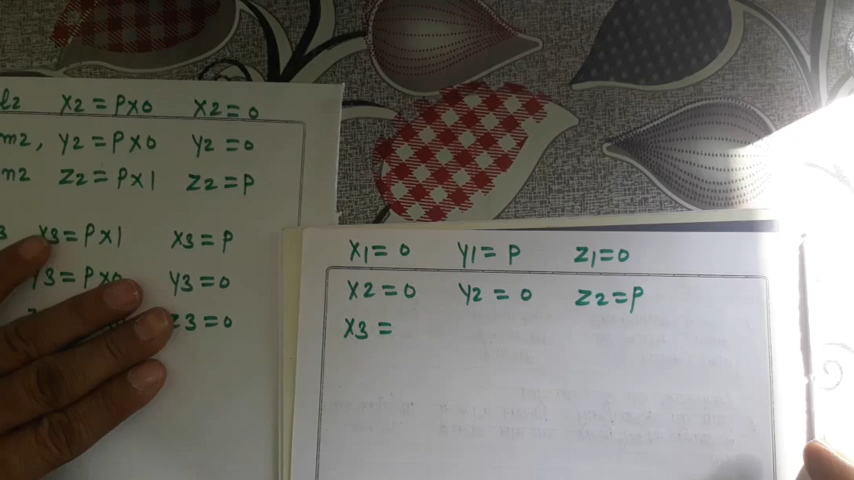 l2 X2 = P×0 X2 = 0
m2, Y2 = P×0 Y2 = 0
n2 Z2 = P×1 Z2 = P
X3 = P×1 X3 = P
Y3 = P×0 Y3 = 0
Z3 = 0
X1 = 0 Y1 = P Z1 = 0
X2 = 0 Y2 = 0 Z2 = P
X3 =